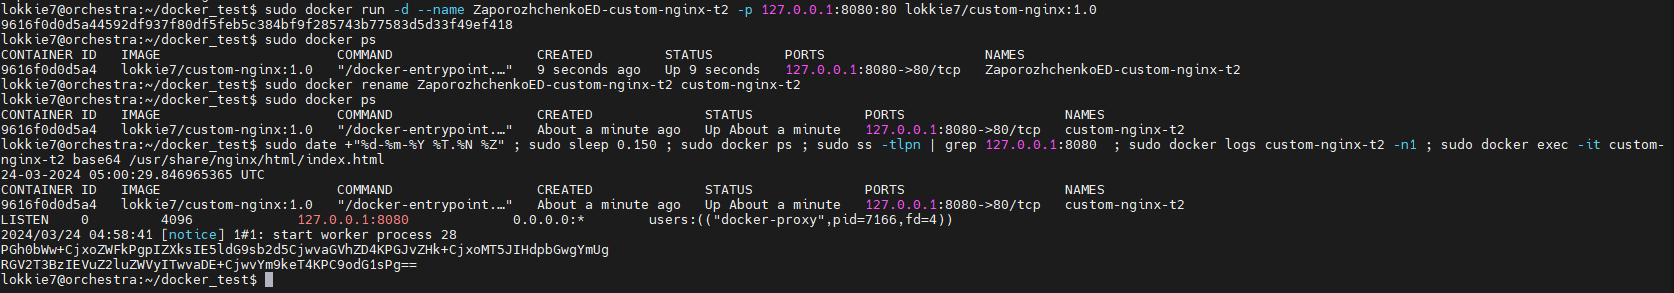 lokkie7@orchestra:~/docker_test$ sudo docker run -d --name ZaporozhchenkoED-custom-nginx-t2 -p 127.0.0.1:8080:80 lokkie7/custom-nginx:1.0
9616f0d0d5a44592df937f80df5feb5c384bf9f285743b77583d5d33f49ef418
lokkie7@orchestra:~/docker_test$ sudo docker ps
CONTAINER ID   IMAGE                      COMMAND                  CREATED         STATUS         PORTS                    NAMES
9616f0d0d5a4   lokkie7/custom-nginx:1.0   "/docker-entrypoint.…"   9 seconds ago   Up 9 seconds   127.0.0.1:8080->80/tcp   ZaporozhchenkoED-custom-nginx-t2
lokkie7@orchestra:~/docker_test$ sudo docker rename ZaporozhchenkoED-custom-nginx-t2 custom-nginx-t2
lokkie7@orchestra:~/docker_test$ sudo docker ps
CONTAINER ID   IMAGE                      COMMAND                  CREATED              STATUS              PORTS                    NAMES
9616f0d0d5a4   lokkie7/custom-nginx:1.0   "/docker-entrypoint.…"   About a minute ago   Up About a minute   127.0.0.1:8080->80/tcp   custom-nginx-t2
lokkie7@orchestra:~/docker_test$ sudo date +"%d-%m-%Y %T.%N %Z" ; sudo sleep 0.150 ; sudo docker ps ; sudo ss -tlpn | grep 127.0.0.1:8080  ; sudo docker logs custom-nginx-t2 -n1 ; sudo docker exec -it custom-
nginx-t2 base64 /usr/share/nginx/html/index.html
24-03-2024 05:00:29.846965365 UTC
CONTAINER ID   IMAGE                      COMMAND                  CREATED              STATUS              PORTS                    NAMES
9616f0d0d5a4   lokkie7/custom-nginx:1.0   "/docker-entrypoint.…"   About a minute ago   Up About a minute   127.0.0.1:8080->80/tcp   custom-nginx-t2
LISTEN    0         4096             127.0.0.1:8080             0.0.0.0:*        users:(("docker-proxy",pid=7166,fd=4))
2024/03/24 04:58:41 [notice] 1#1: start worker process 28
PGh0bWw+CjxoZWFkPgpIZXksIE5ldG9sb2d5CjwvaGVhZD4KPGJvZHk+CjxoMT5JIHdpbGwgYmUg
RGV2T3BzIEVuZ2luZWVyITwvaDE+CjwvYm9keT4KPC9odG1sPg==
lokkie7@orchestra:~/docker_test$